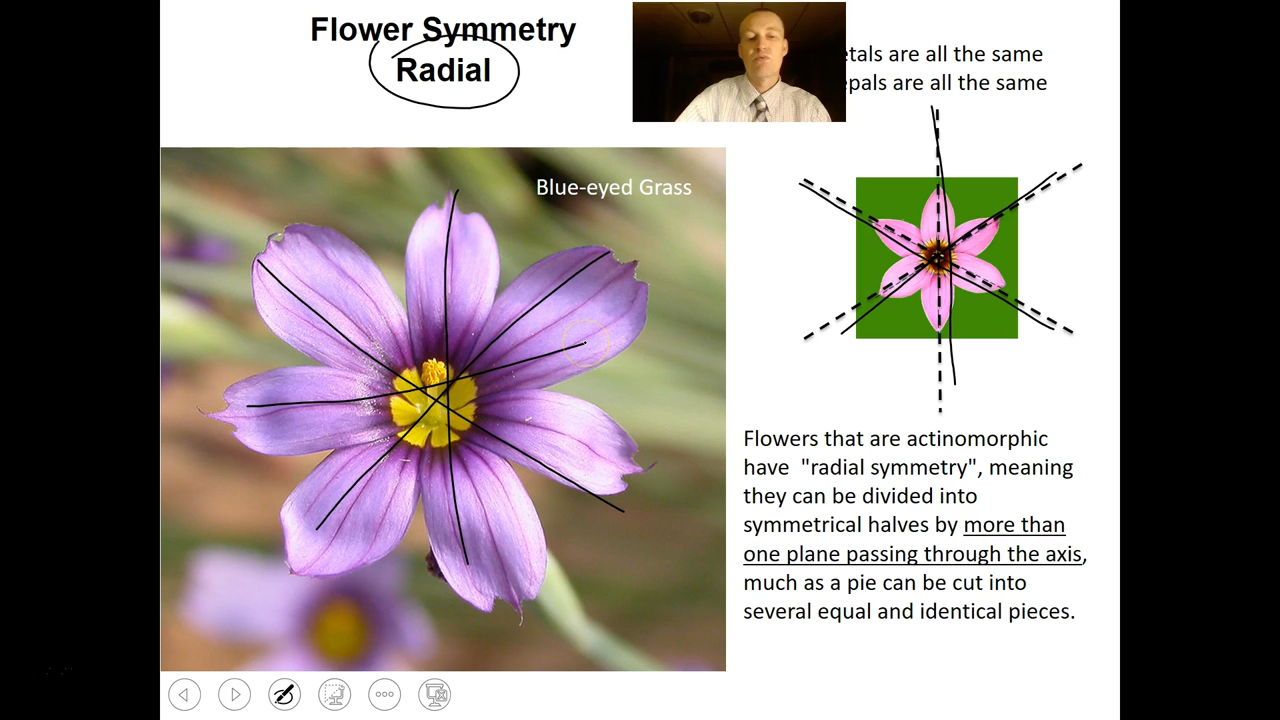 Flower Symmetry
Radial
etals are all the same
epals are all the same
Blue-eyed Grass
Flowers that are actinomorphic
have "radial symmetry", meaning
they can be divided into
symmetrical halves by more than
one plane passing through the axis,
much as a pie can be cut into
several equal and identical pieces.